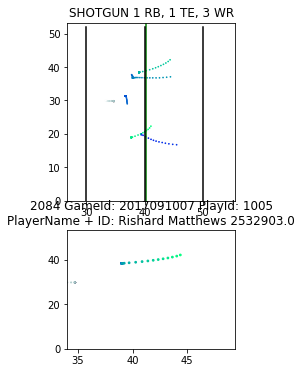 SHOTGUN 1 RB, 1 TE, 3 WR
50
40
30
20
10
0
30 40 50
2084 GameId: 2017091007 PlayId: 1005
PlayerName + ID: Rishard Matthews 2532903.0
40
20
0
35 40 45